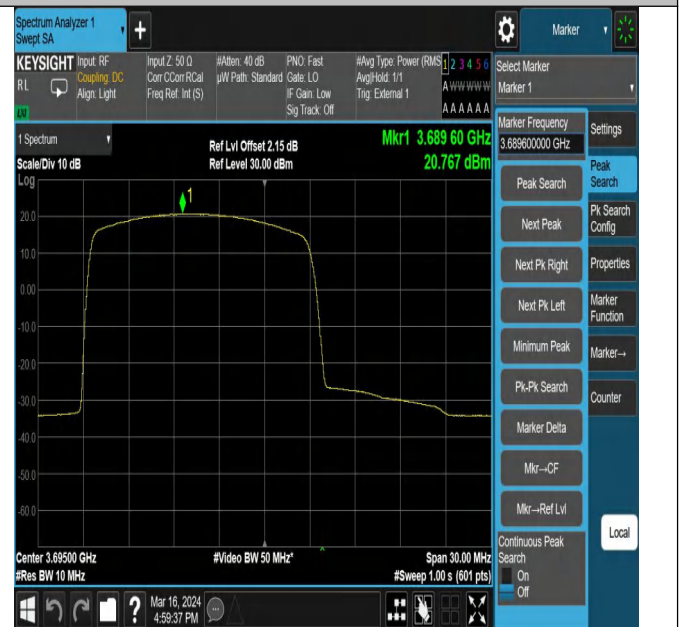 Spectrum Analyzer 1
Swept SA
+
Marker
KEYSIGHT
RL
LXI
Input: RF
Coupling: DC
Align: Light
Input Z: 50 Ω
Corr CCorr RCal
Freq Ref: Int (S)
#Atten: 40 dB
µW Path: Standard
PNO: Fast
Gate: LO
IF Gain: Low
Sig Track: Off
#Avg Type: Power (RMS
Avg|Hold: 1/1
Trig: External 1
1 2 3 4 5 6
A W W W W W
A A A A A A
Select Marker
Marker 1
1 Spectrum
Scale/Div 10 dB
Log
Ref Lvl Offset 2.15 dB
Ref Level 30.00 dBm
Mkr1 3.689 60 GHz
20.767 dBm
1
20.0
10.0
0.00
-10.0
-20.0
-30.0
-40.0
-50.0
-60.0
Center 3.69500 GHz
#Res BW 10 MHz
#Video BW 50 MHz*
Span 30.00 MHz
#Sweep 1.00 s (601 pts)
Marker Frequency
3.689600000 GHz
Peak Search
Next Peak
Next Pk Right
Next Pk Left
Minimum Peak
Pk-Pk Search
Marker Delta
Mkr→CF
Mkr→Ref Lvl
Continuous Peak
Search
On
Off
Settings
Peak
Search
Pk Search
Config
Properties
Marker
Function
Marker→
Counter
Local
?
Mar 16, 2024
4:59:37 PM